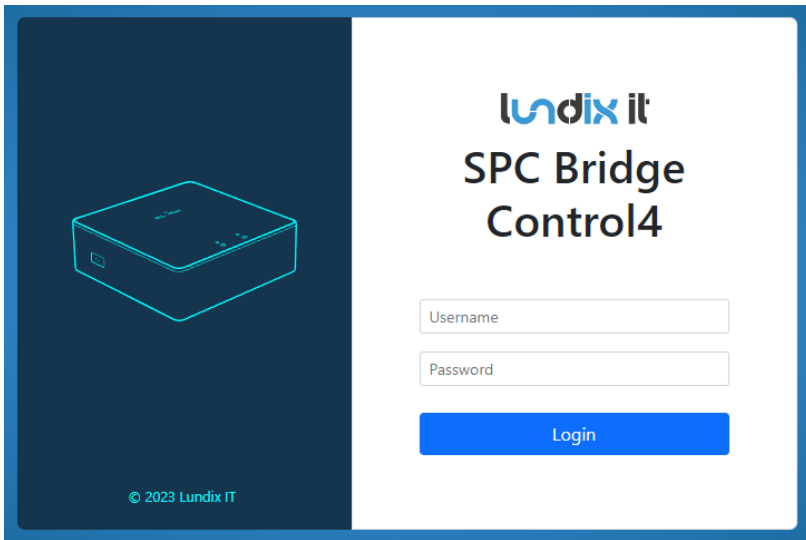 lundix it
SPC Bridge
Control4
Username
Password
Login
© 2023 Lundix IT